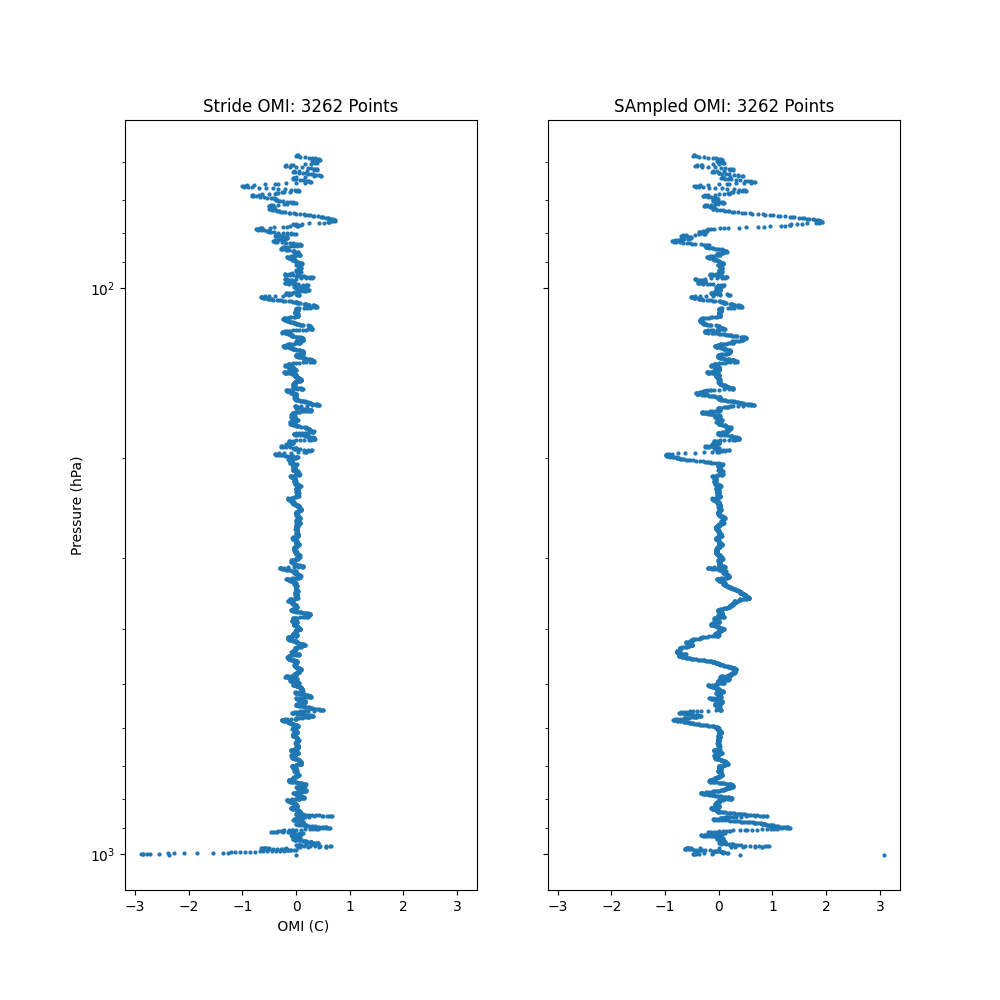 Stride OMI: 3262 Points
SAmpled OMI: 3262 Points
Pressure (hPa)
10²
10³
−3 −2 −1 0 1 2 3
−3 −2 −1 0 1 2 3
OMI (C)